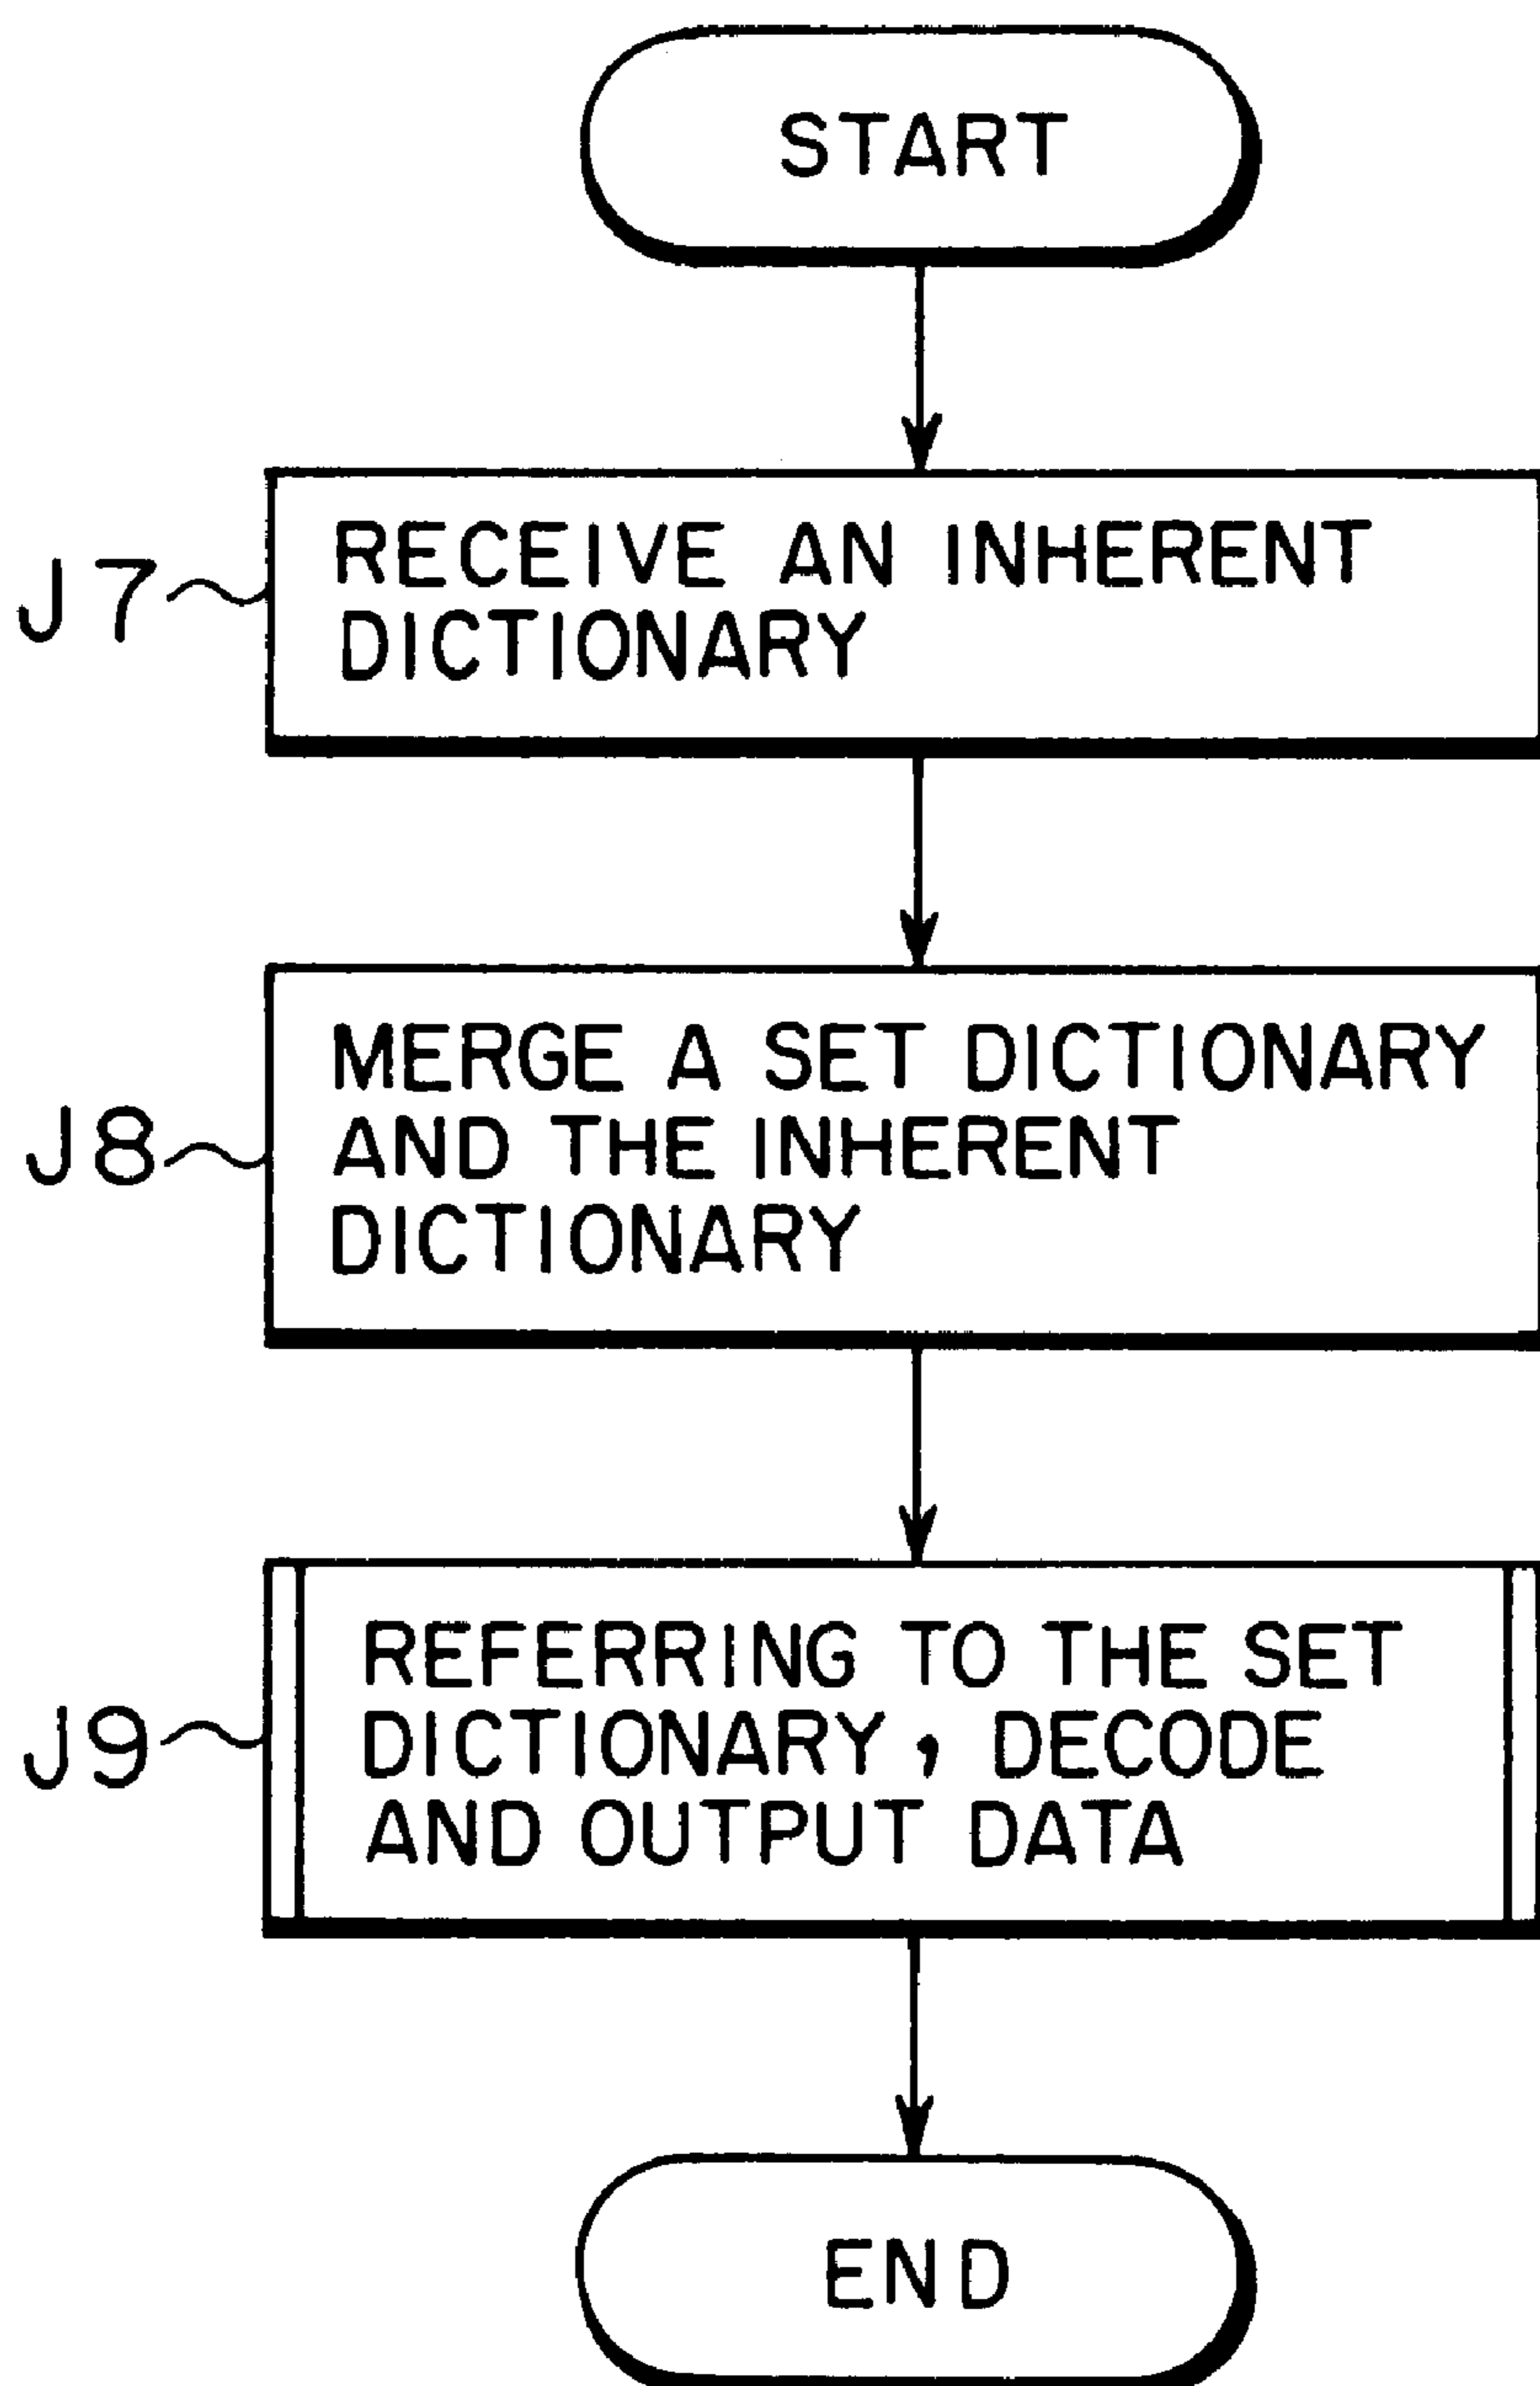 START
J7
RECEIVE AN INHERENT
DICTIONARY
J8
MERGE A SET DICTIONARY
AND THE INHERENT
DICTIONARY
J9
REFERRING TO THE SET
DICTIONARY, DECODE
AND OUTPUT DATA
END